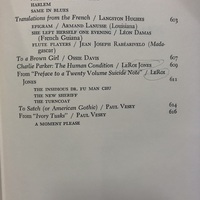 HARLEM
SAME IN BLUES
Translations from the French / LANGSTON HUGHES 613
EPIGRAM / ARMAND LANUSSE (Louisiana)
SHE LEFT HERSELF ONE EVENING / LÉON DAMAS
(French Guiana)
FLUTE PLAYERS / JEAN JOSEPH RABÉARIVELO (Mada-
gascar)
To a Brown Girl / OSSIE DAVIS 607
Charlie Parker: The Human Condition / LEROI JONES 609
From "Preface to a Twenty Volume Suicide Note" / LEROI
JONES 611
THE INSIDIOUS DR. FU MAN CHU
THE NEW SHERIFF
THE TURNCOAT
To Satch (or American Gothic) / PAUL VESEY 614
From "Ivory Tusks" / PAUL VESEY 616
A MOMENT PLEASE